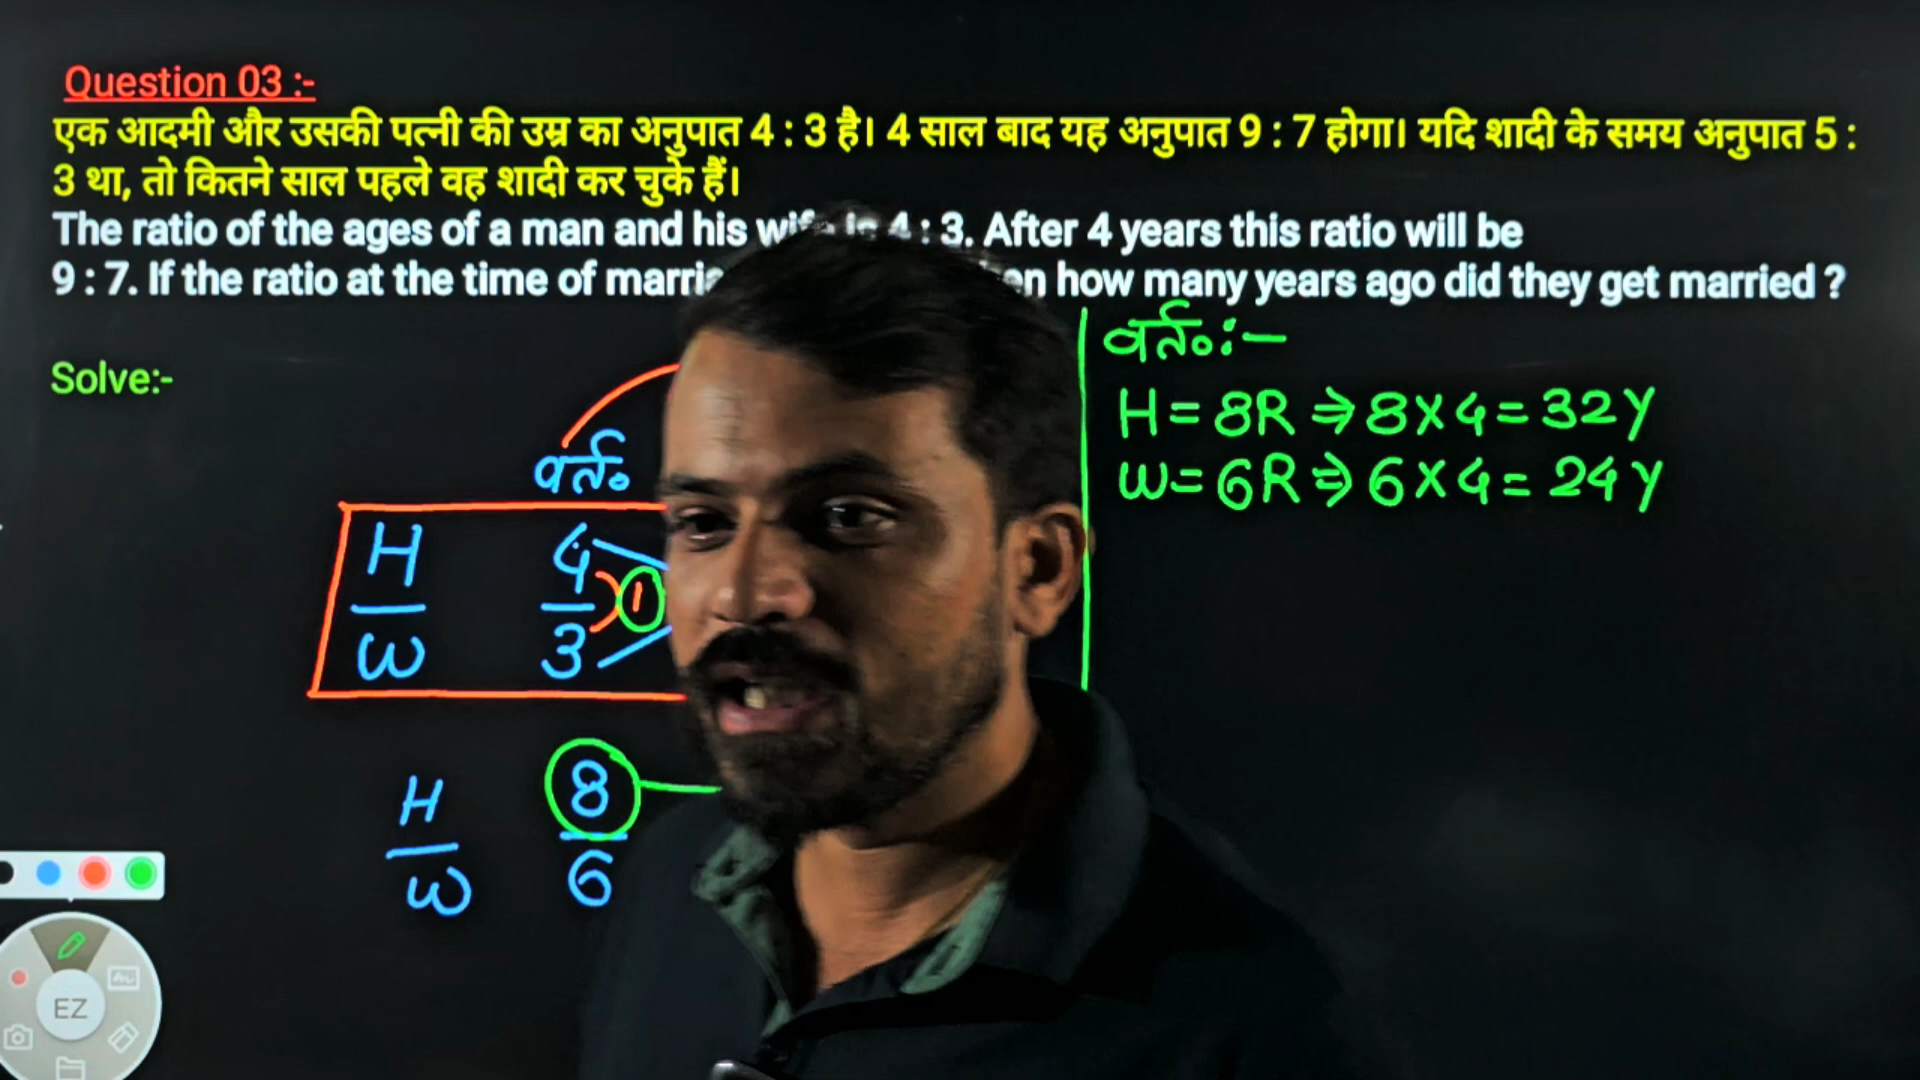 Question 03 :-
एक आदमी और उसकी पत्नी की उम्र का अनुपात 4 : 3 है। 4 साल बाद यह अनुपात 9 : 7 होगा। यदि शादी के समय अनुपात 5 :
3 था, तो कितने साल पहले वह शादी कर चुके हैं।
The ratio of the ages of a man and his wife is 4 : 3. After 4 years this ratio will be
9 : 7. If the ratio at the time of how many years ago did they get married ?
Solve:-
वर्त०:-
H = 8R ⇒ 8 X 4 = 32Y
W = 6R ⇒ 6 X 4 = 24Y
वर्त०
H 4
1
W 3
H 8
W 6
EZ